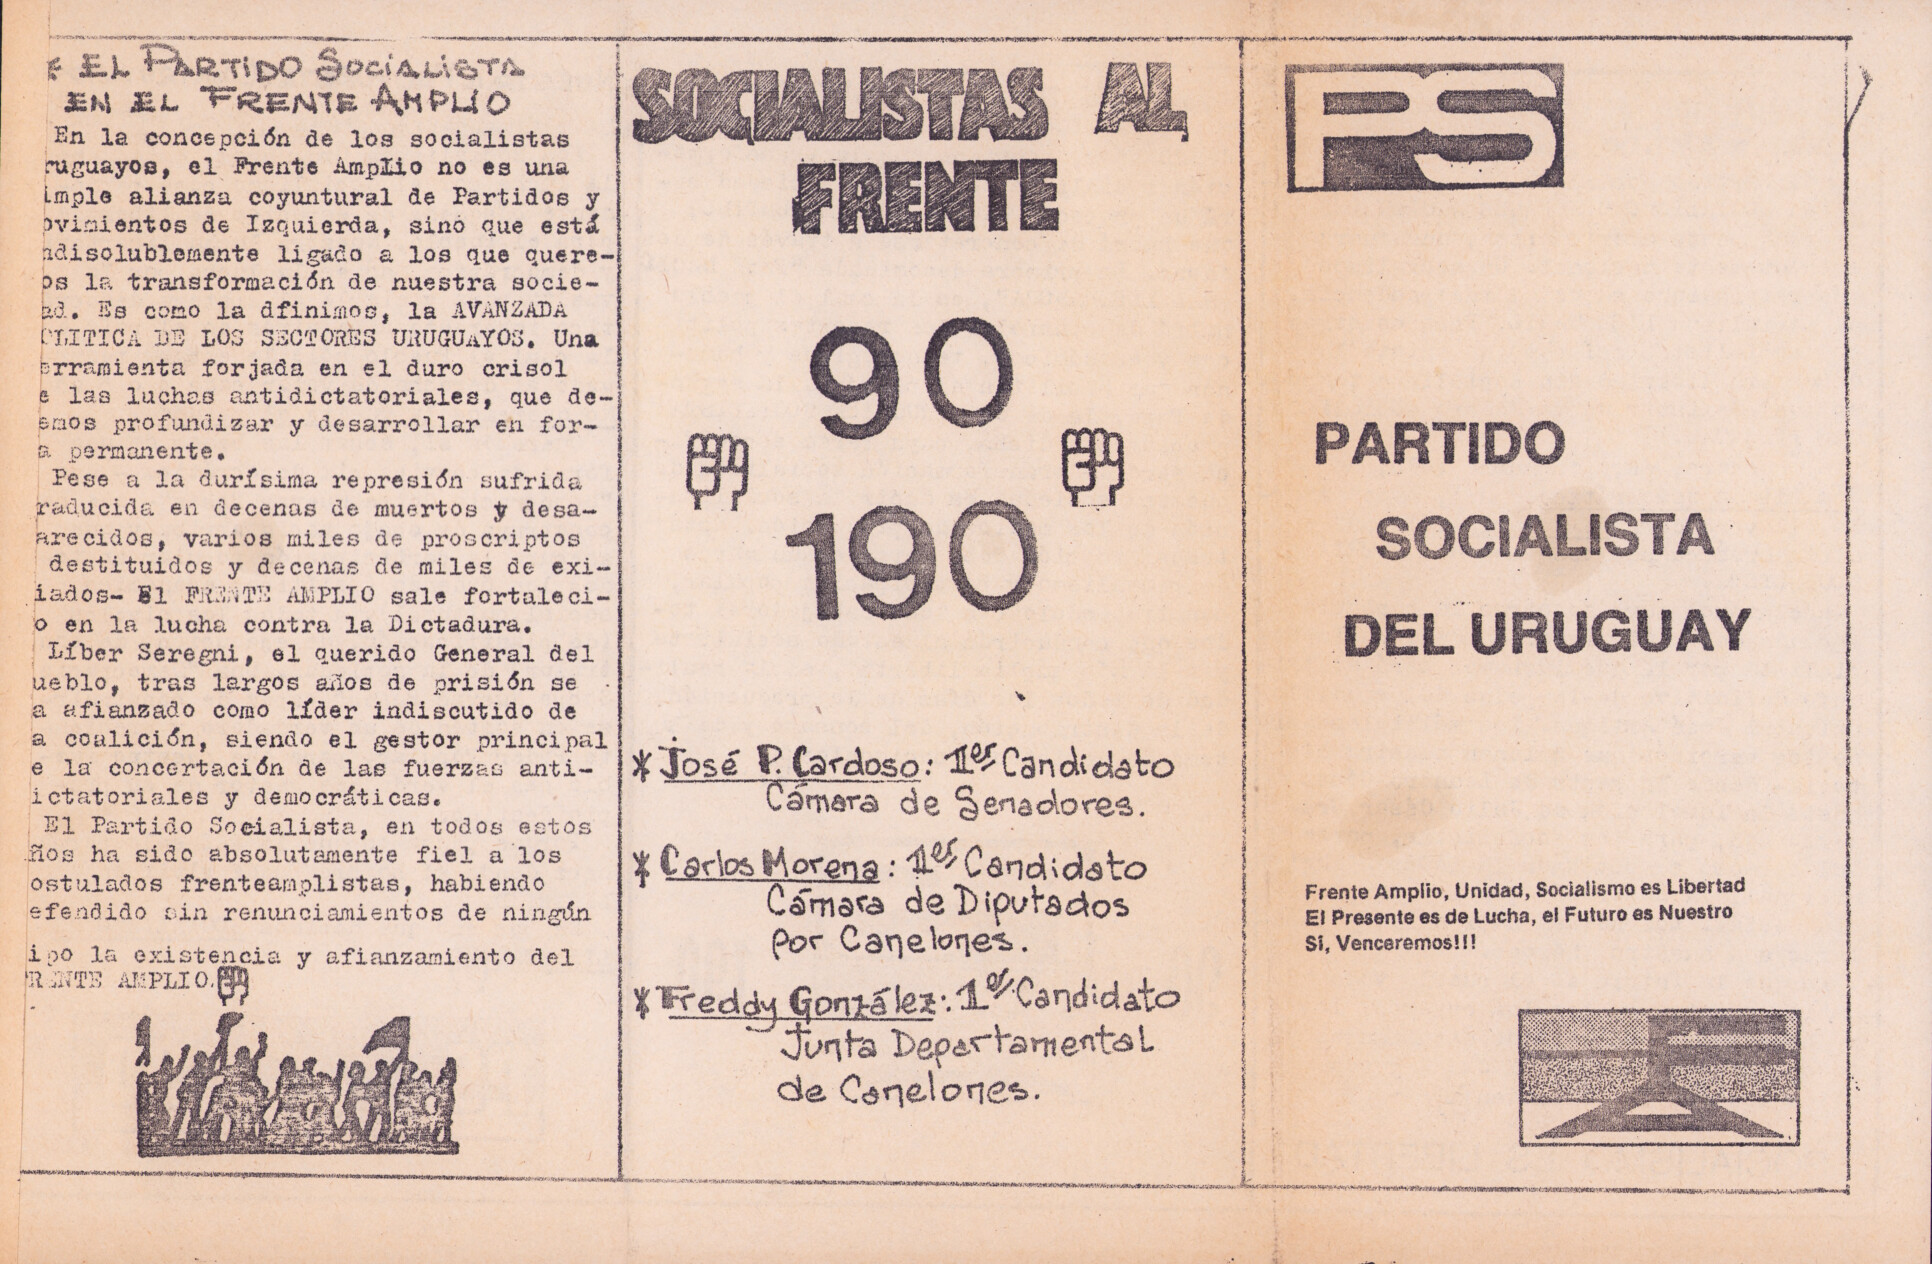 * EL PARTIDO SOCIALISTA
EN EL FRENTE AMPLIO
En la concepción de los socialistas
ruguayos, el Frente Amplio no es una
imple alianza coyuntural de Partidos y
ovimientos de Izquierda, sino que está
ndisolublemente ligado a los que quere-
os la transformación de nuestra socie-
ad. Es como la dfinimos, la AVANZADA
OLITICA DE LOS SECTORES URUGUAYOS. Una
erramienta forjada en el duro crisol
e las luchas antidictatoriales, que de-
emos profundizar y desarrollar en for-
a permanente.
Pese a la durísima represión sufrida
raducida en decenas de muertos y desa-
arecidos, varios miles de proscriptos
destituidos y decenas de miles de exi-
iados- El FRENTE AMPLIO sale fortaleci-
o en la lucha contra la Dictadura.
Líber Seregni, el querido General del
ueblo, tras largos años de prisión se
a afianzado como líder indiscutido de
a coalición, siendo el gestor principal
e la concertación de las fuerzas anti-
ictatoriales y democráticas.
El Partido Socialista, en todos estos
ños ha sido absolutamente fiel a los
ostulados frenteamplistas, habiendo
efendido sin renunciamientos de ningún
ipo la existencia y afianzamiento del
RENTE AMPLIO.
SOCIALISTAS AL
FRENTE
90
190
* José P. Cardoso: 1er Candidato
Cámara de Senadores.
* Carlos Morena: 1er Candidato
Cámara de Diputados
por Canelones.
* Freddy González: 1er Candidato
Junta Departamental
de Canelones.
PS
PARTIDO
SOCIALISTA
DEL URUGUAY
Frente Amplio, Unidad, Socialismo es Libertad
El Presente es de Lucha, el Futuro es Nuestro
Si, Venceremos!!!
FA